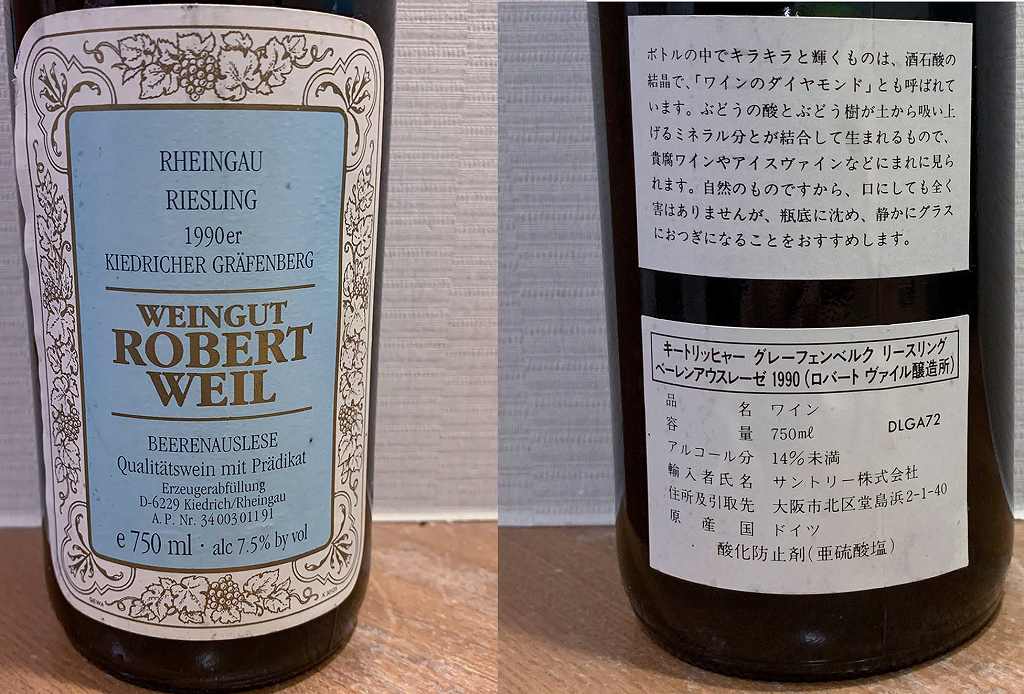 RHEINGAU
RIESLING
1990er
KIEDRICHER GRÄFENBERG
WEINGUT
ROBERT
WEIL
BEERENAUSLESE
Qualitätswein mit Prädikat
Erzeugerabfüllung
D-6229 Kiedrich/Rheingau
A. P. Nr. 34 003 011 91
e 750 ml · alc 7.5% by vol
ボトルの中でキラキラと輝くものは、酒石酸の
結晶で、「ワインのダイヤモンド」とも呼ばれて
います。ぶどうの酸とぶどう樹が土から吸い上
げるミネラル分とが結合して生まれるもので、
貴腐ワインやアイスヴァインなどにまれに見ら
れます。自然のものですから、口にしても全く
害はありませんが、瓶底に沈め、静かにグラス
におつぎになることをおすすめします。
キートリッヒャー グレーフェンベルク リースリング
ベーレンアウスレーゼ 1990 (ロバート ヴァイル醸造所)
品名 ワイン
容量 750ml DLGA72
アルコール分 14%未満
輸入者氏名 サントリー株式会社
住所及引取先 大阪市北区堂島浜2-1-40
原産国 ドイツ
酸化防止剤(亜硫酸塩)